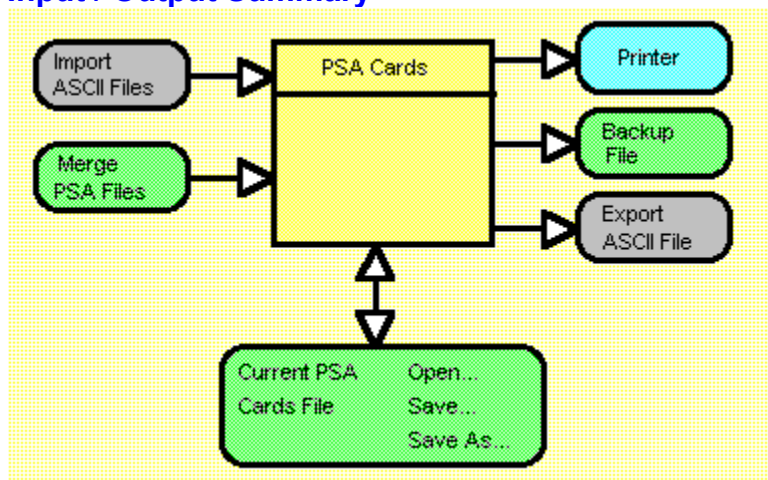 Input / Output Summary
Import
ASCII Files
PSA Cards
Printer
Merge
PSA Files
Backup
File
Export
ASCII File
Current PSA Open...
Cards File Save...
Save As...